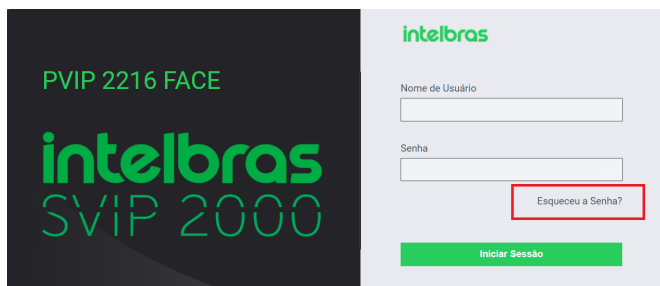 PVIP 2216 FACE
intelbras
SVIP 2000
intelbras
Nome de Usuário
Senha
Esqueceu a Senha?
Iniciar Sessão